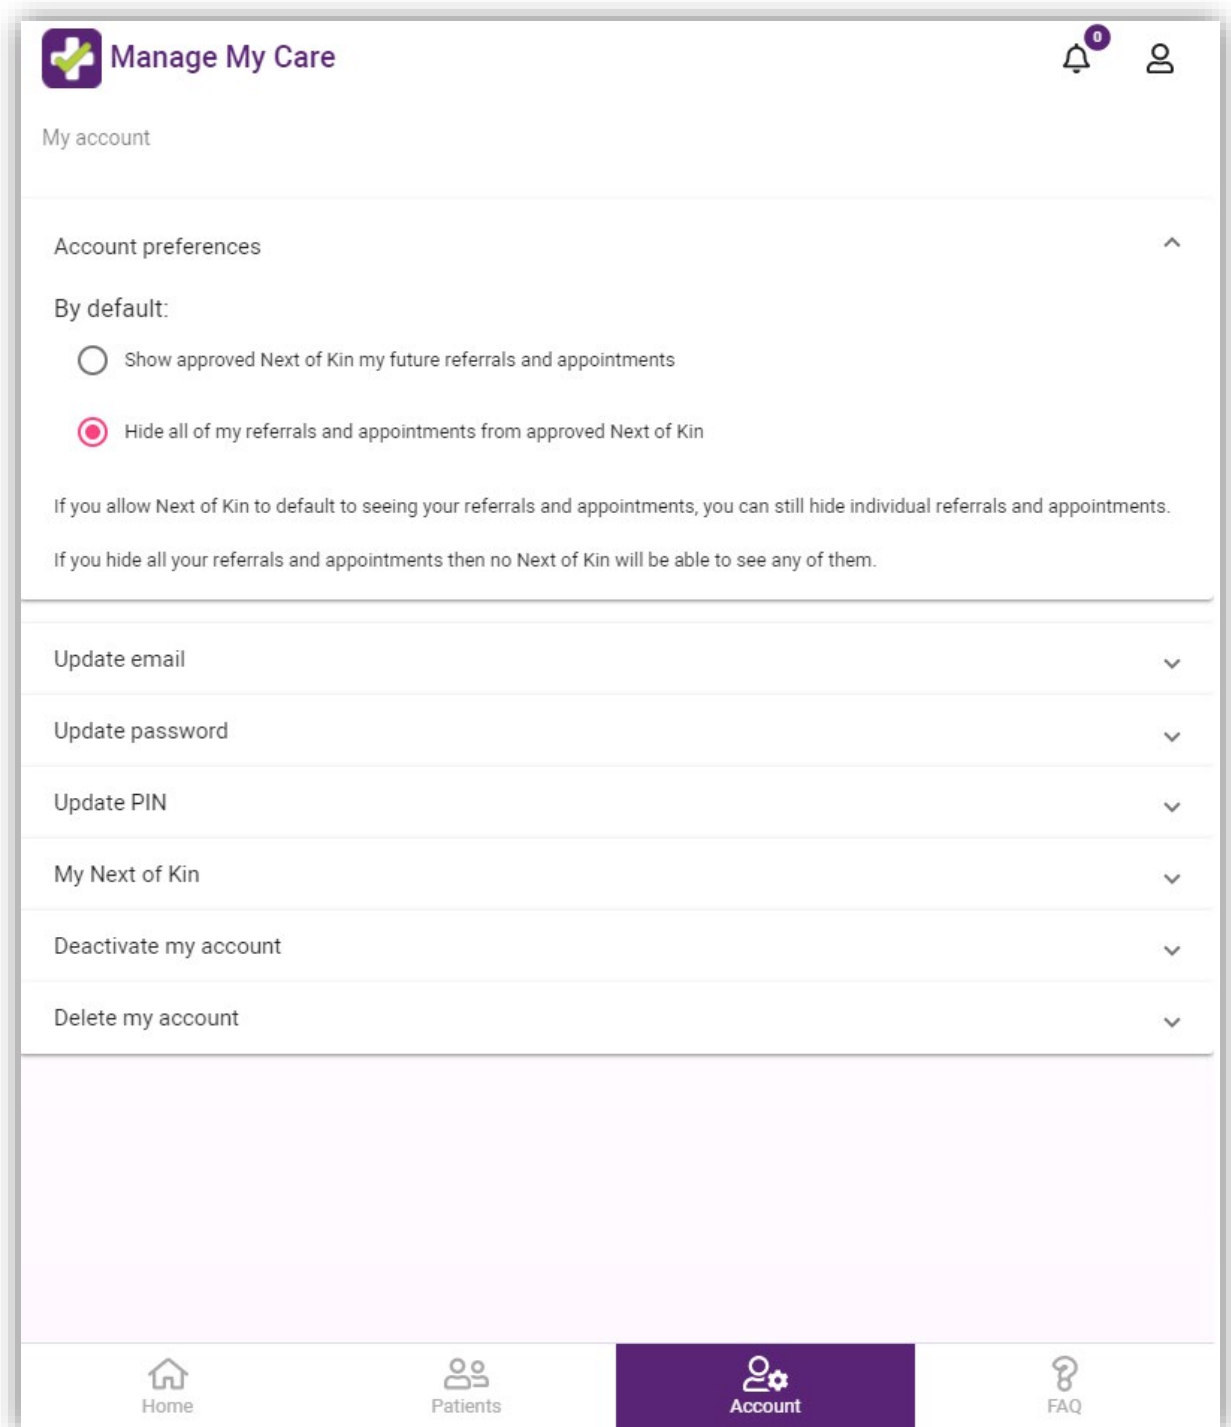 Manage My Care
0
My account
Account preferences
By default:
Show approved Next of Kin my future referrals and appointments
Hide all of my referrals and appointments from approved Next of Kin
If you allow Next of Kin to default to seeing your referrals and appointments, you can still hide individual referrals and appointments.
If you hide all your referrals and appointments then no Next of Kin will be able to see any of them.
Update email
Update password
Update PIN
My Next of Kin
Deactivate my account
Delete my account
Home
Patients
Account
FAQ